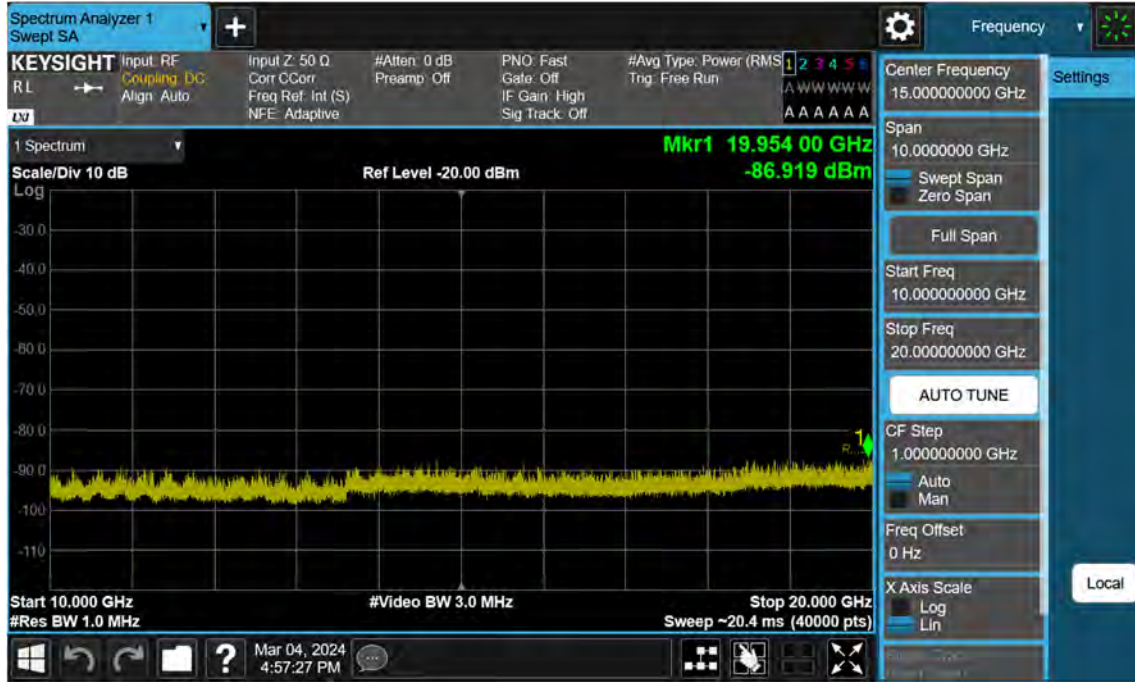 Spectrum Analyzer 1
Swept SA
Frequency
KEYSIGHT
RL
LXI
Input: RF
Coupling: DC
Align: Auto
Input Z: 50 Ω
Corr CCorr
Freq Ref: Int (S)
NFE: Adaptive
#Atten: 0 dB
Preamp: Off
PNO: Fast
Gate: Off
IF Gain: High
Sig Track: Off
#Avg Type: Power (RMS
Trig: Free Run
1 2 3 4 5 6
A W W W W W
A A A A A A
1 Spectrum
Scale/Div 10 dB
Log
Ref Level -20.00 dBm
Mkr1 19.954 00 GHz
-86.919 dBm
-30.0
-40.0
-50.0
-60.0
-70.0
-80.0
-90.0
-100
-110
1
Start 10.000 GHz
#Res BW 1.0 MHz
#Video BW 3.0 MHz
Stop 20.000 GHz
Sweep ~20.4 ms (40000 pts)
Center Frequency
15.000000000 GHz
Span
10.0000000 GHz
Swept Span
Zero Span
Full Span
Start Freq
10.000000000 GHz
Stop Freq
20.000000000 GHz
AUTO TUNE
CF Step
1.000000000 GHz
Auto
Man
Freq Offset
0 Hz
X Axis Scale
Log
Lin
Settings
Local
?
Mar 04, 2024
4:57:27 PM